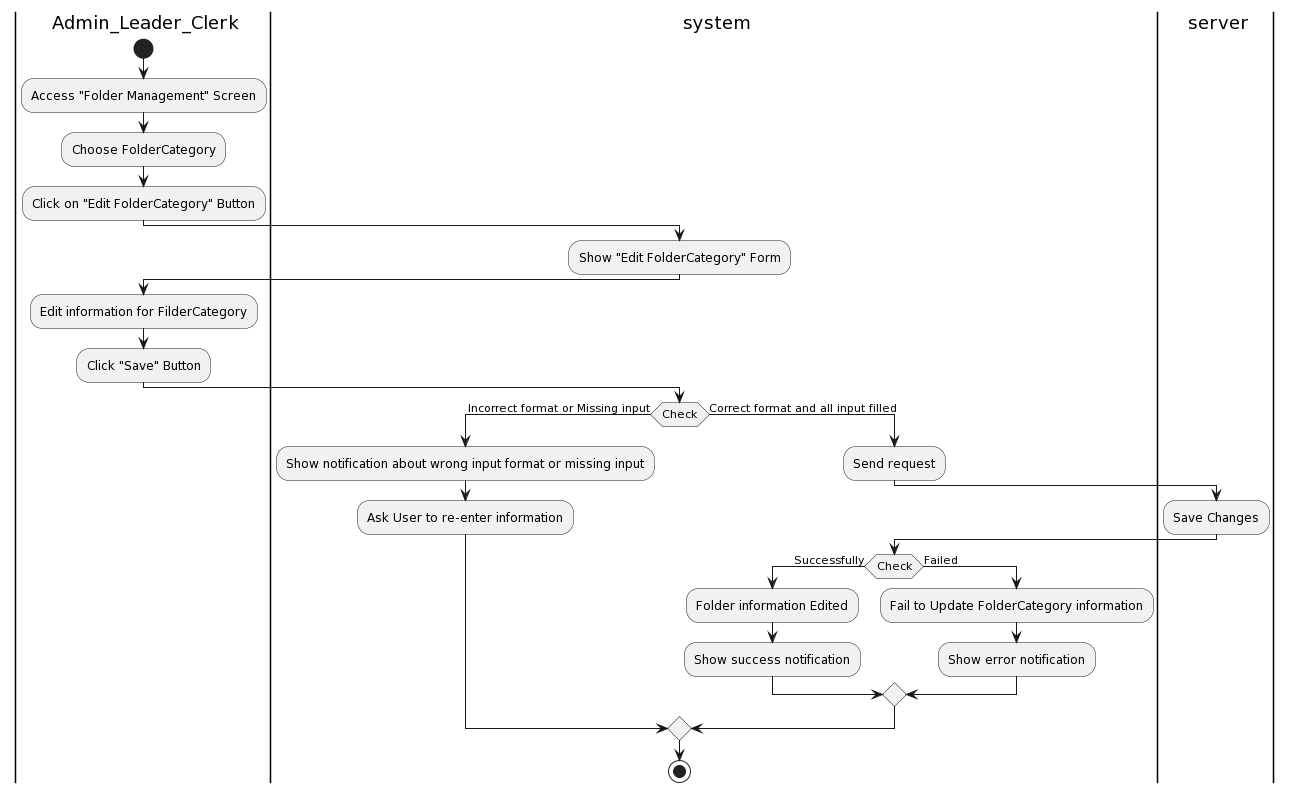 Admin_Leader_Clerk
system
server
Access "Folder Management" Screen
Choose FolderCategory
Click on "Edit FolderCategory" Button
Show "Edit FolderCategory" Form
Edit information for FilderCategory
Click "Save" Button
Incorrect format or Missing input
Check
Correct format and all input filled
Show notification about wrong input format or missing input
Send request
Ask User to re-enter information
Save Changes
Successfully
Check
Failed
Folder information Edited
Fail to Update FolderCategory information
Show success notification
Show error notification